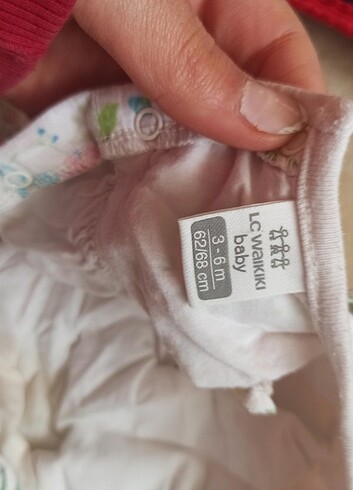 LC WAIKIKI
baby
3 - 6 m
62/68 cm